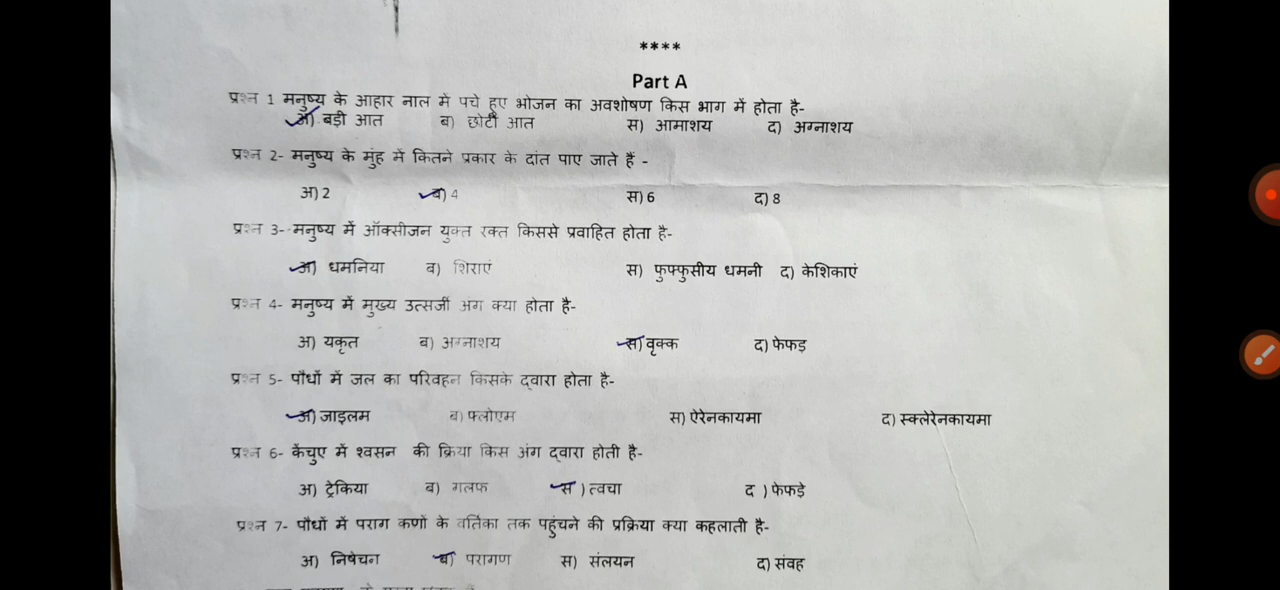 ****
Part A
प्रश्न 1 मनुष्य के आहार नाल में पचे हुए भोजन का अवशोषण किस भाग में होता है-
अ) बड़ी आत ब) छोटी आत स) आमाशय द) अग्नाशय
प्रश्न 2- मनुष्य के मुंह में कितने प्रकार के दांत पाए जाते हैं -
अ) 2 ब) 4 स) 6 द) 8
प्रश्न 3- मनुष्य में ऑक्सीजन युक्त रक्त किससे प्रवाहित होता है-
अ) धमनिया ब) शिराएं स) फुफ्फुसीय धमनी द) केशिकाएं
प्रश्न 4- मनुष्य में मुख्य उत्सर्जी अंग क्या होता है-
अ) यकृत ब) अग्नाशय स) वृक्क द) फेफड़
प्रश्न 5- पौधों में जल का परिवहन किसके द्वारा होता है-
अ) जाइलम ब) फ्लोएम स) ऐरेनकायमा द) स्क्लेरेनकायमा
प्रश्न 6- केंचुए में श्वसन की क्रिया किस अंग द्वारा होती है-
अ) ट्रेकिया ब) गलफ स ) त्वचा द ) फेफड़े
प्रश्न 7- पौधों में पराग कणों के वर्तिका तक पहुंचने की प्रक्रिया क्या कहलाती है-
अ) निषेचन ब) परागण स) संलयन द) संवह